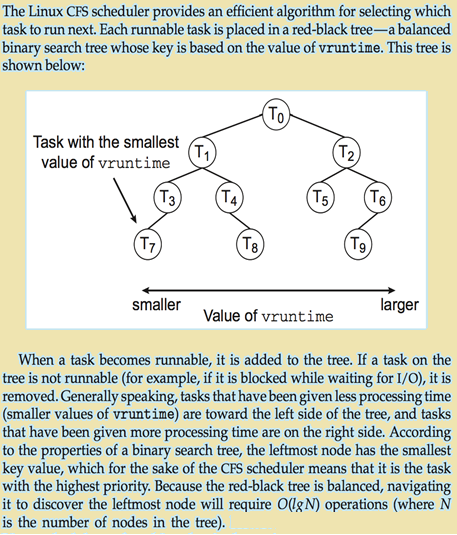 The Linux CFS scheduler provides an efficient algorithm for selecting which
task to run next. Each runnable task is placed in a red-black tree—a balanced
binary search tree whose key is based on the value of vruntime. This tree is
shown below:
T0
Task with the smallest
value of vruntime
T1
T2
T3
T4
T5
T6
T7
T8
T9
smaller
larger
Value of vruntime
When a task becomes runnable, it is added to the tree. If a task on the
tree is not runnable (for example, if it is blocked while waiting for I/O), it is
removed. Generally speaking, tasks that have been given less processing time
(smaller values of vruntime) are toward the left side of the tree, and tasks
that have been given more processing time are on the right side. According
to the properties of a binary search tree, the leftmost node has the smallest
key value, which for the sake of the CFS scheduler means that it is the task
with the highest priority. Because the red-black tree is balanced, navigating
it to discover the leftmost node will require O(lgN) operations (where N
is the number of nodes in the tree).